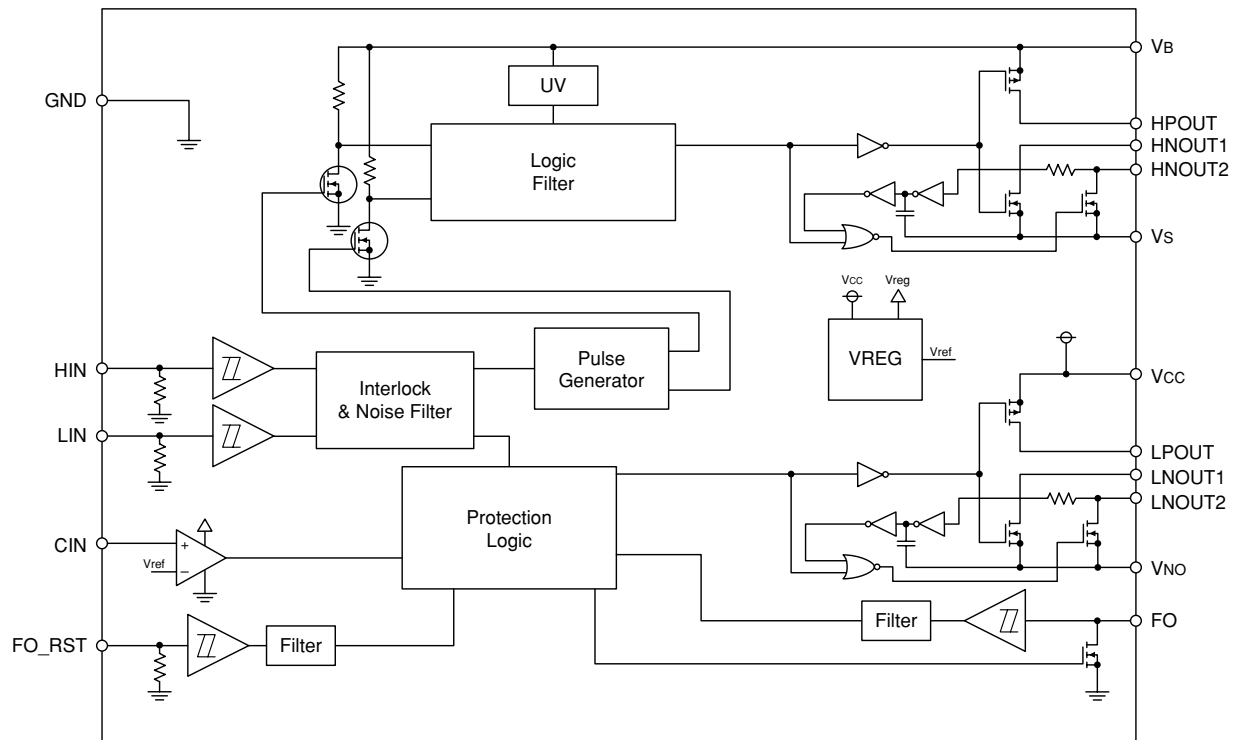 VB
UV
GND
HPOUT
Logic
Filter
HNOUT1
HNOUT2
VS
VCC
Vreg
VREG
Vref
HIN
Interlock
& Noise Filter
Pulse
Generator
VCC
LIN
LPOUT
LNOUT1
LNOUT2
Protection
Logic
CIN
+
Vref
−
VNO
FO
Filter
FO_RST
Filter